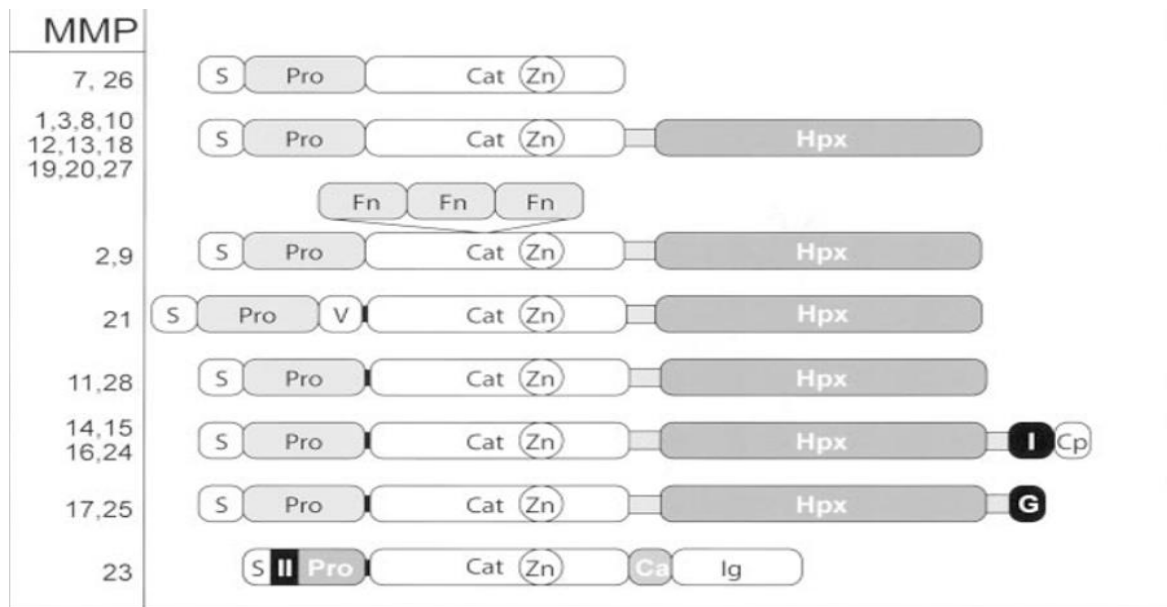 MMP
7, 26 S Pro Cat Zn
1,3,8,10
12,13,18
19,20,27
S Pro Cat Zn Hpx
Fn Fn Fn
2,9 S Pro Cat Zn Hpx
21 S Pro V Cat Zn Hpx
11,28 S Pro Cat Zn Hpx
14,15
16,24
S Pro Cat Zn Hpx I Cp
17,25 S Pro Cat Zn Hpx G
23 S II Pro Cat Zn Ca Ig